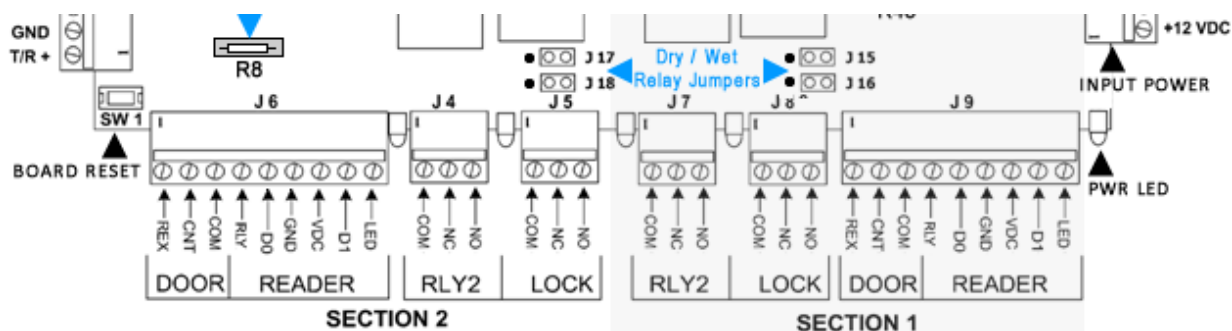 GND
T/R +
R8
J 17
J 18
Dry / Wet
Relay Jumpers
J 15
J 16
+12 VDC
INPUT POWER
SW 1
BOARD RESET
J 6
J 4
J 5
J 7
J 8
J 9
PWR LED
REX CNT COM RLY D0 GND VDC D1 LED
COM NC NO
COM NC NO
COM NC NO
COM NC NO
REX CNT COM RLY D0 GND VDC D1 LED
DOOR READER RLY2 LOCK RLY2 LOCK DOOR READER
SECTION 2 SECTION 1